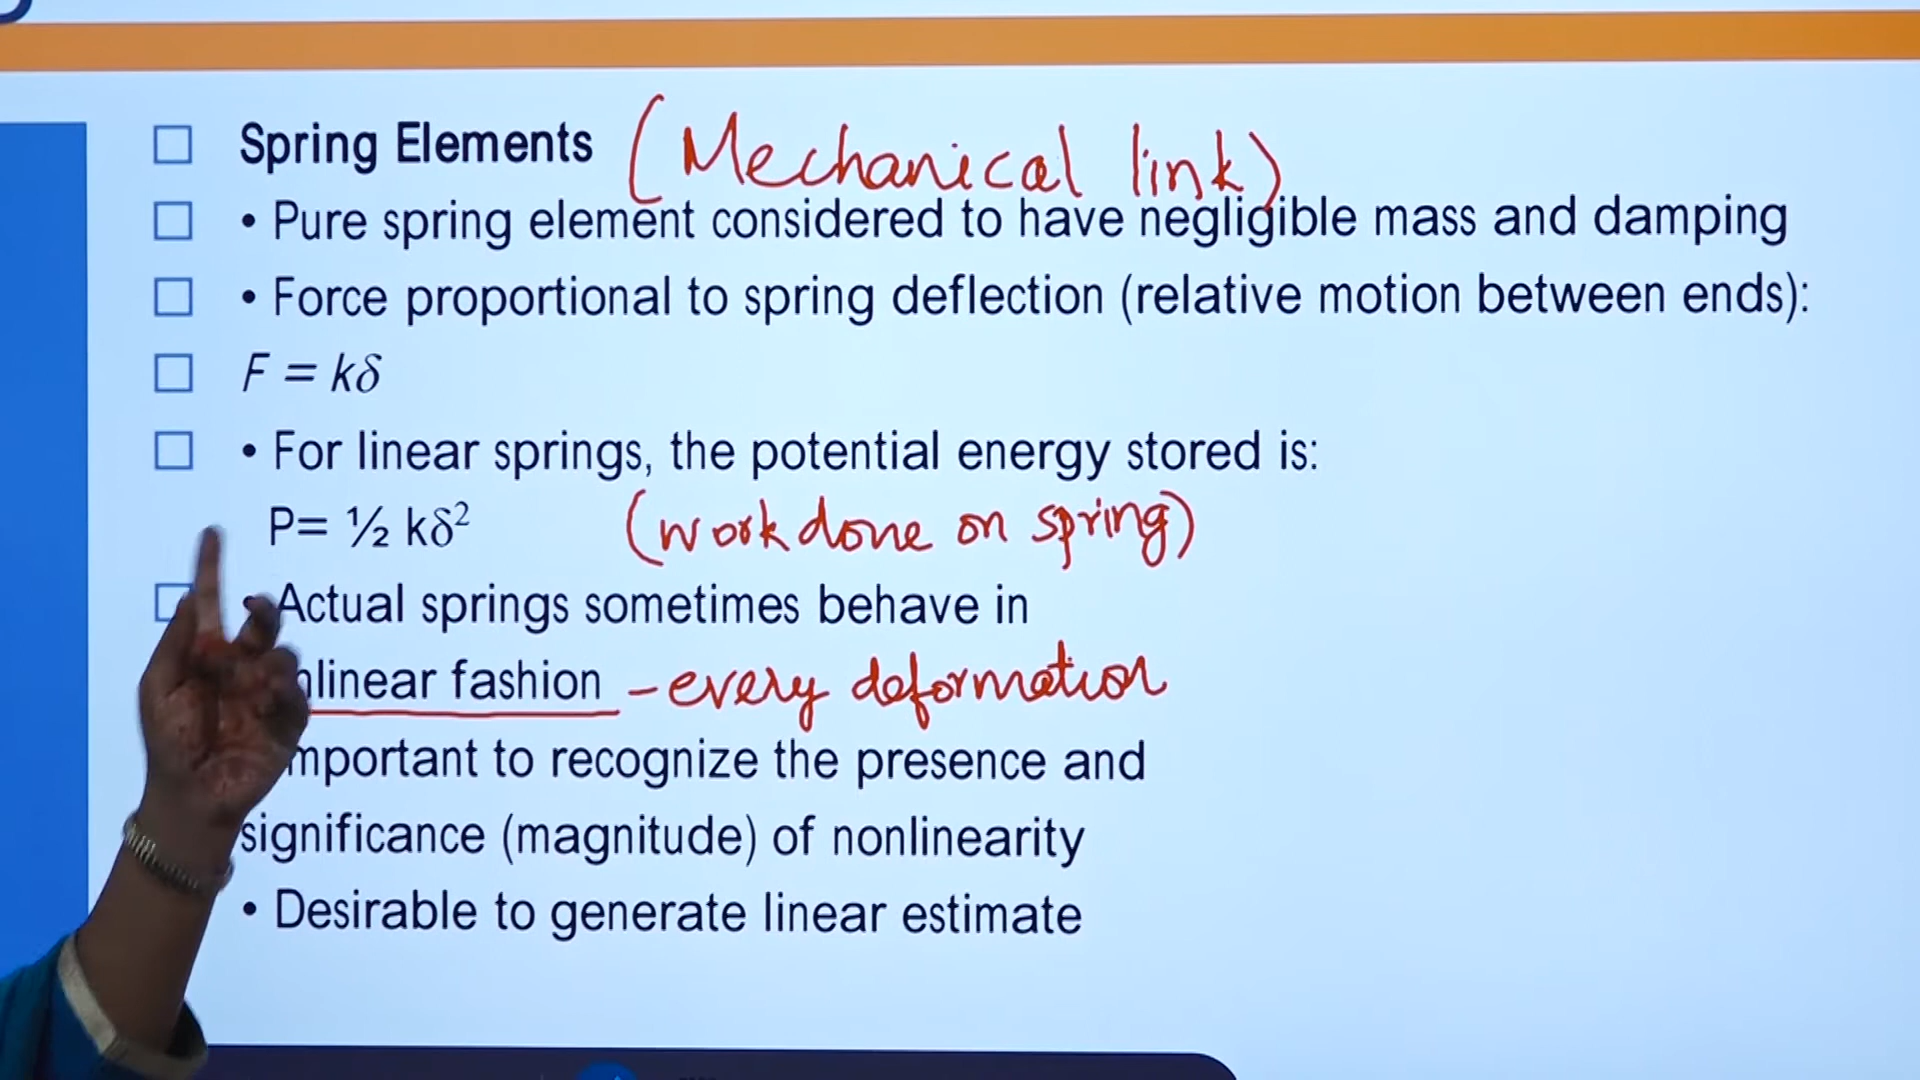 Spring Elements (Mechanical link)
• Pure spring element considered to have negligible mass and damping
• Force proportional to spring deflection (relative motion between ends):
F = kδ
• For linear springs, the potential energy stored is:
P= ½ kδ² (work done on spring)
• Actual springs sometimes behave in
nlinear fashion – every deformation
mportant to recognize the presence and
significance (magnitude) of nonlinearity
• Desirable to generate linear estimate